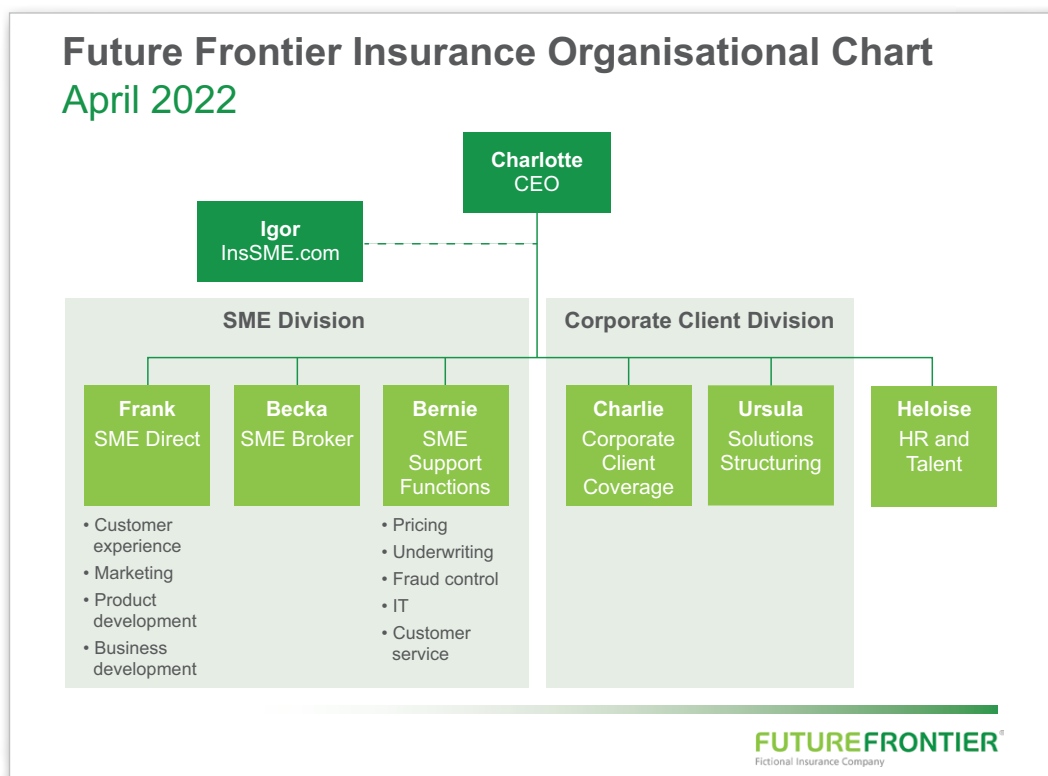 Future Frontier Insurance Organisational Chart
April 2022
Charlotte
CEO
Igor
InsSME.com
SME Division
Corporate Client Division
Frank
SME Direct
Becka
SME Broker
Bernie
SME
Support
Functions
Charlie
Corporate
Client
Coverage
Ursula
Solutions
Structuring
Heloise
HR and
Talent
• Customer
experience
• Marketing
• Product
development
• Business
development
• Pricing
• Underwriting
• Fraud control
• IT
• Customer
service
FUTUREFRONTIER®
Fictional Insurance Company